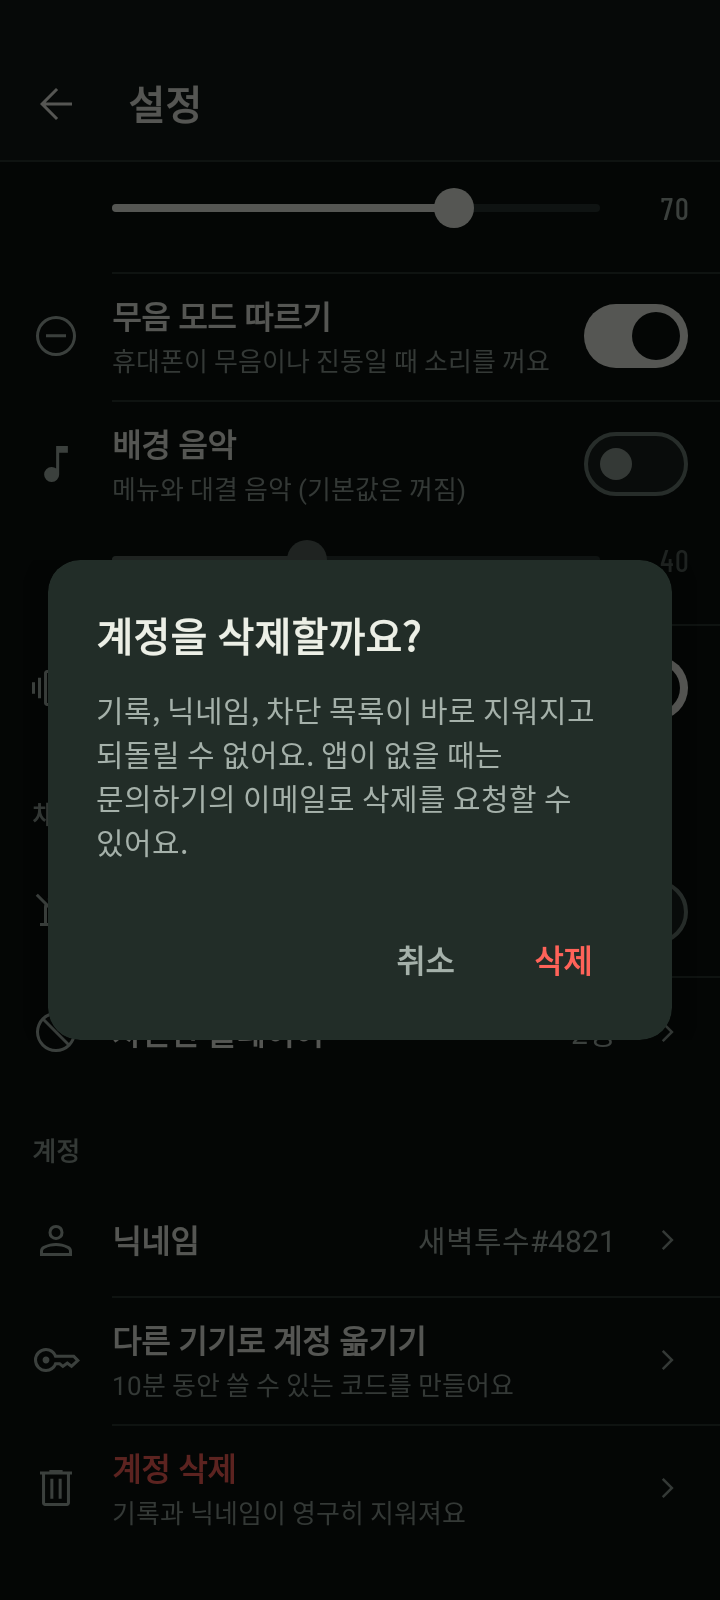 설정
70
무음 모드 따르기
휴대폰이 무음이나 진동일 때 소리를 꺼요
배경 음악
메뉴와 대결 음악 (기본값은 꺼짐)
40
계정을 삭제할까요?
기록, 닉네임, 차단 목록이 바로 지워지고
되돌릴 수 없어요. 앱이 없을 때는
문의하기의 이메일로 삭제를 요청할 수
있어요.
취소
삭제
계정
닉네임
새벽투수#4821
다른 기기로 계정 옮기기
10분 동안 쓸 수 있는 코드를 만들어요
계정 삭제
기록과 닉네임이 영구히 지워져요